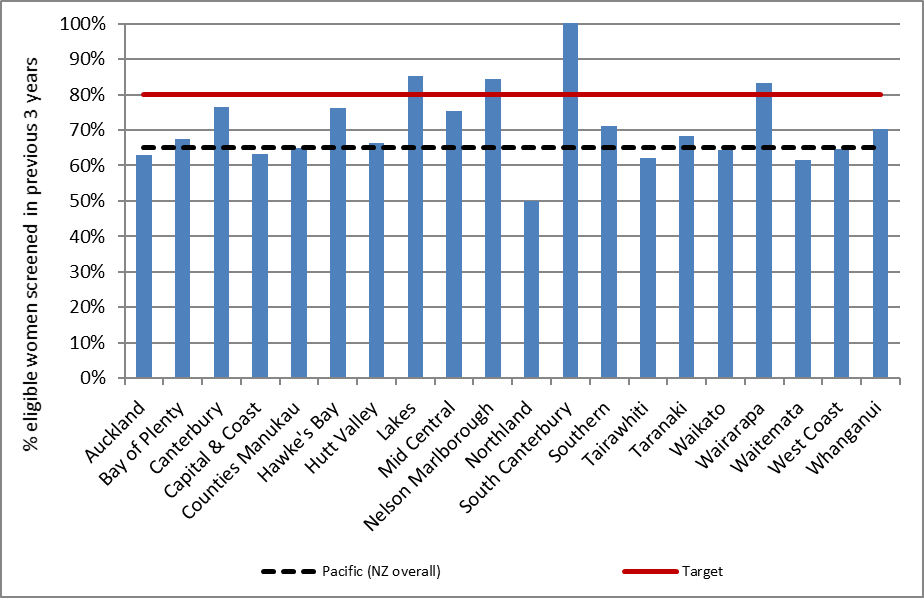 % eligible women screened in previous 3 years
100%
90%
80%
70%
60%
50%
40%
30%
20%
10%
0%
Auckland
Bay of Plenty
Canterbury
Capital & Coast
Counties Manukau
Hawke's Bay
Hutt Valley
Lakes
Mid Central
Nelson Marlborough
Northland
South Canterbury
Southern
Tairawhiti
Taranaki
Waikato
Wairarapa
Waitemata
West Coast
Whanganui
Pacific (NZ overall)
Target